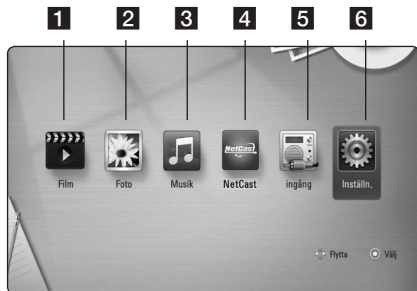 1 2 3 4 5 6
NetCast
Film Foto Musik NetCast ingång Inställn.
Flytta Välj